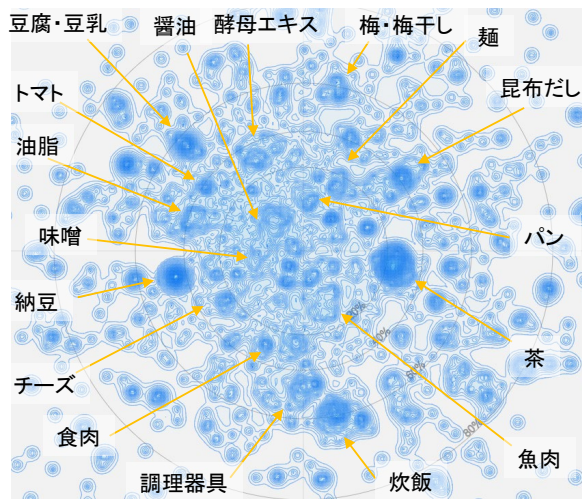 豆腐・豆乳
醤油
酵母エキス
梅・梅干し
麺
昆布だし
トマト
油脂
味噌
パン
納豆
茶
チーズ
食肉
魚肉
調理器具
炊飯
80%